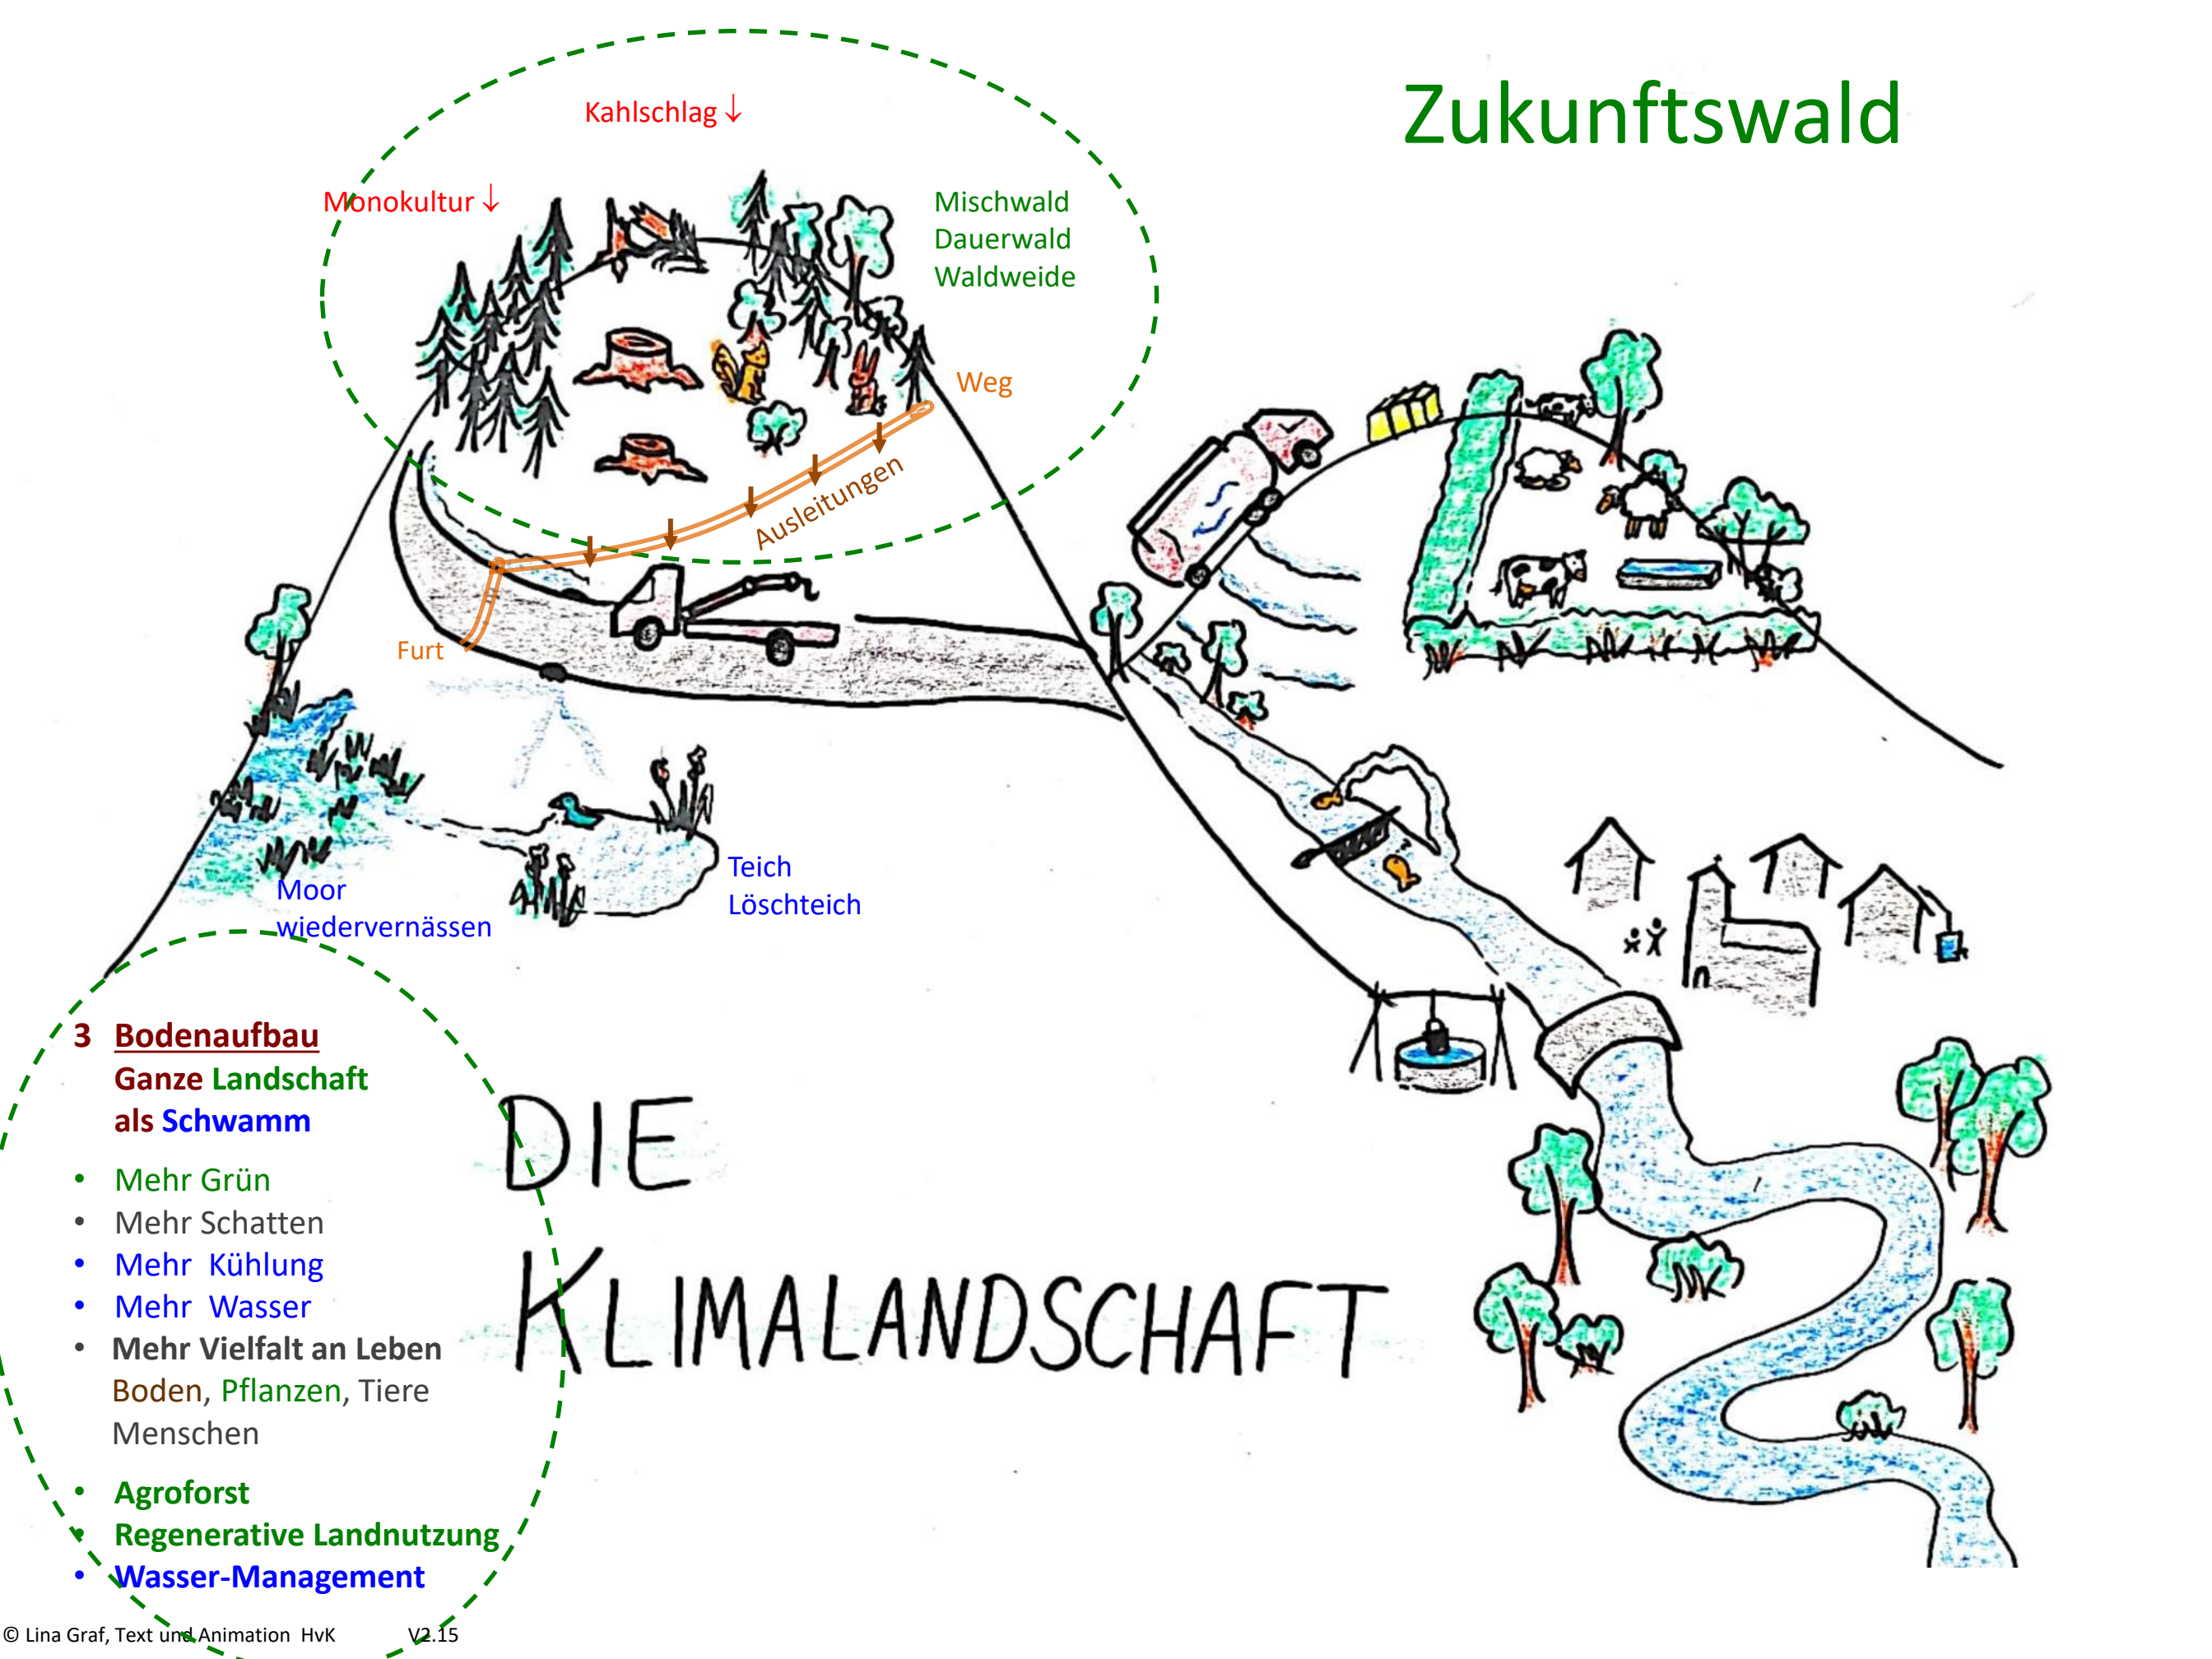 Zukunftswald
Kahlschlag ↓
Monokultur ↓
Mischwald
Dauerwald
Waldweide
Weg
Ausleitungen
Furt
Teich
Löschteich
Moor
wiedervernässen
3 Bodenaufbau
Ganze Landschaft
als Schwamm
• Mehr Grün
• Mehr Schatten
• Mehr Kühlung
• Mehr Wasser
• Mehr Vielfalt an Leben
Boden, Pflanzen, Tiere
Menschen
• Agroforst
• Regenerative Landnutzung
• Wasser-Management
DIE
KLIMALANDSCHAFT
© Lina Graf, Text und Animation HvK V2.15